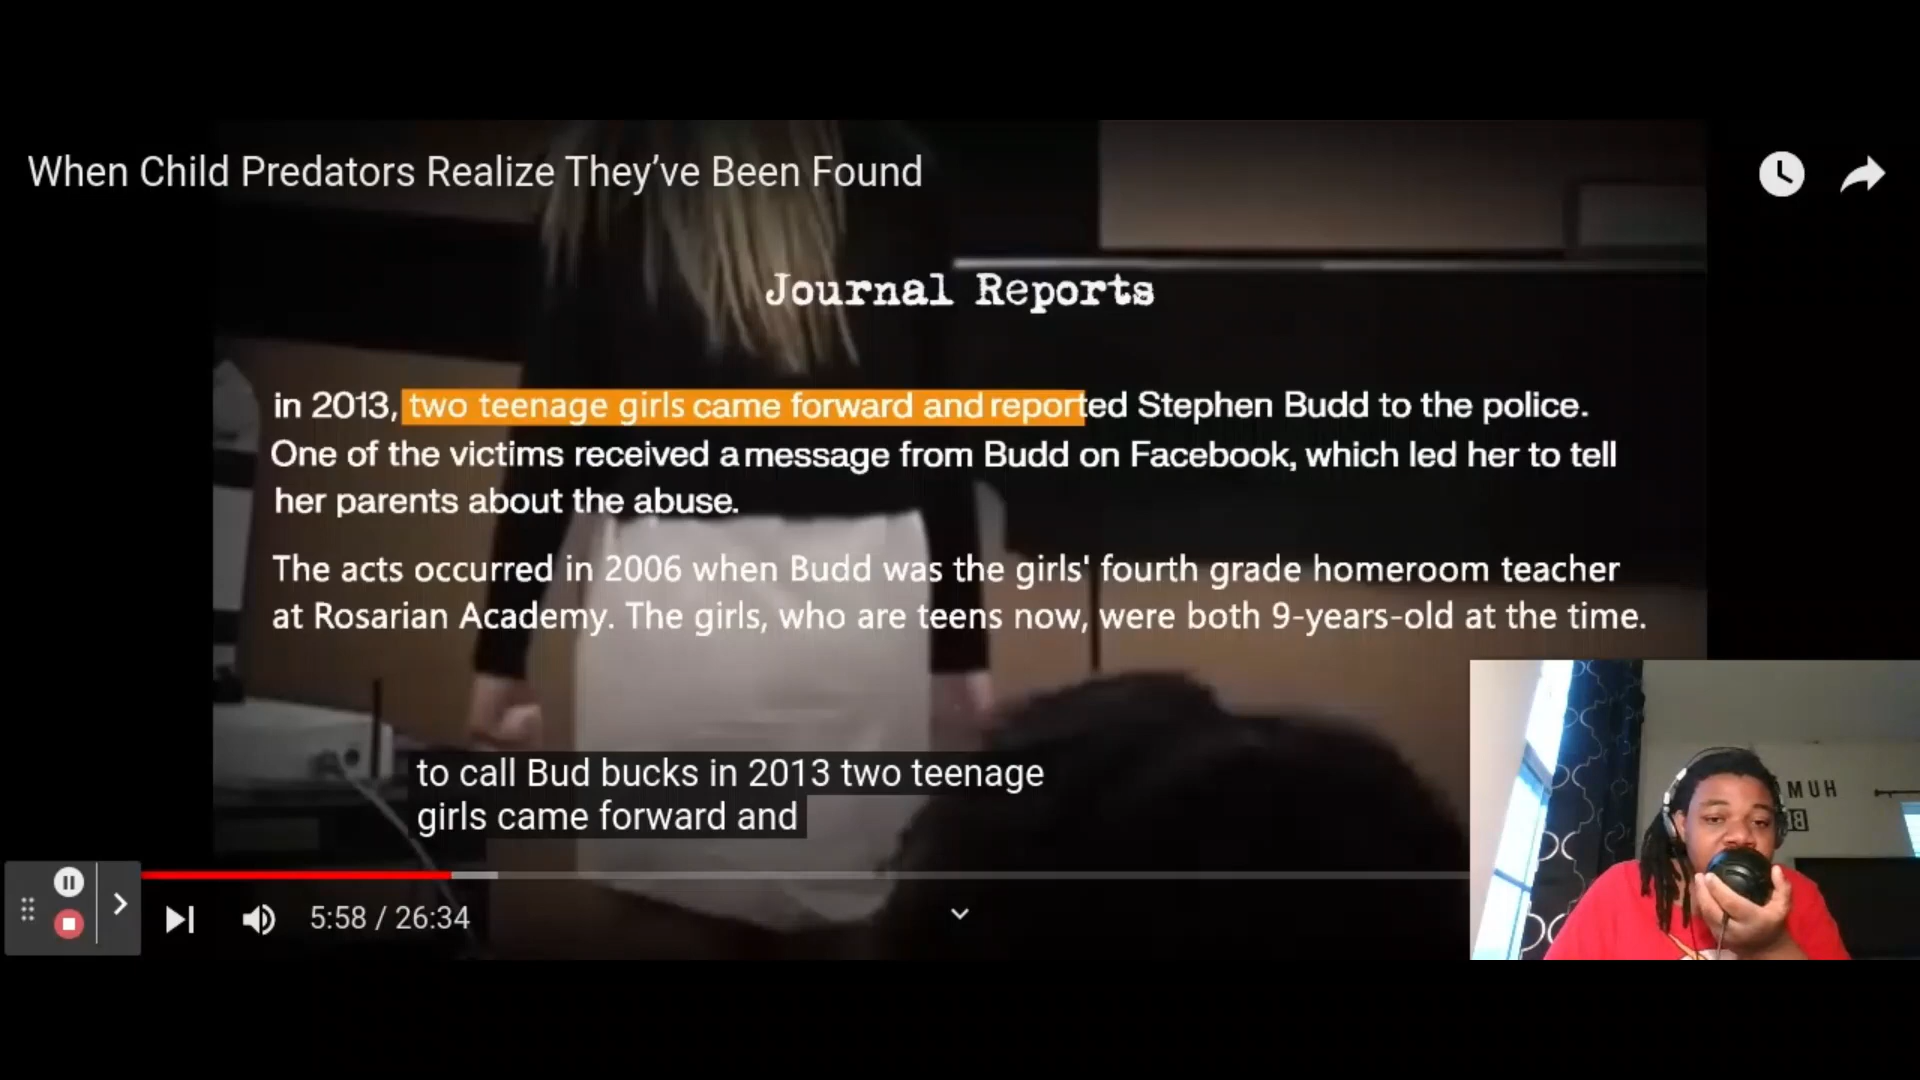 When Child Predators Realize They’ve Been Found
Journal Reports
in 2013, two teenage girls came forward and reported Stephen Budd to the police.
One of the victims received a message from Budd on Facebook, which led her to tell
her parents about the abuse.
The acts occurred in 2006 when Budd was the girls' fourth grade homeroom teacher
at Rosarian Academy. The girls, who are teens now, were both 9-years-old at the time.
to call Bud bucks in 2013 two teenage
girls came forward and
5:58 / 26:34
HUM